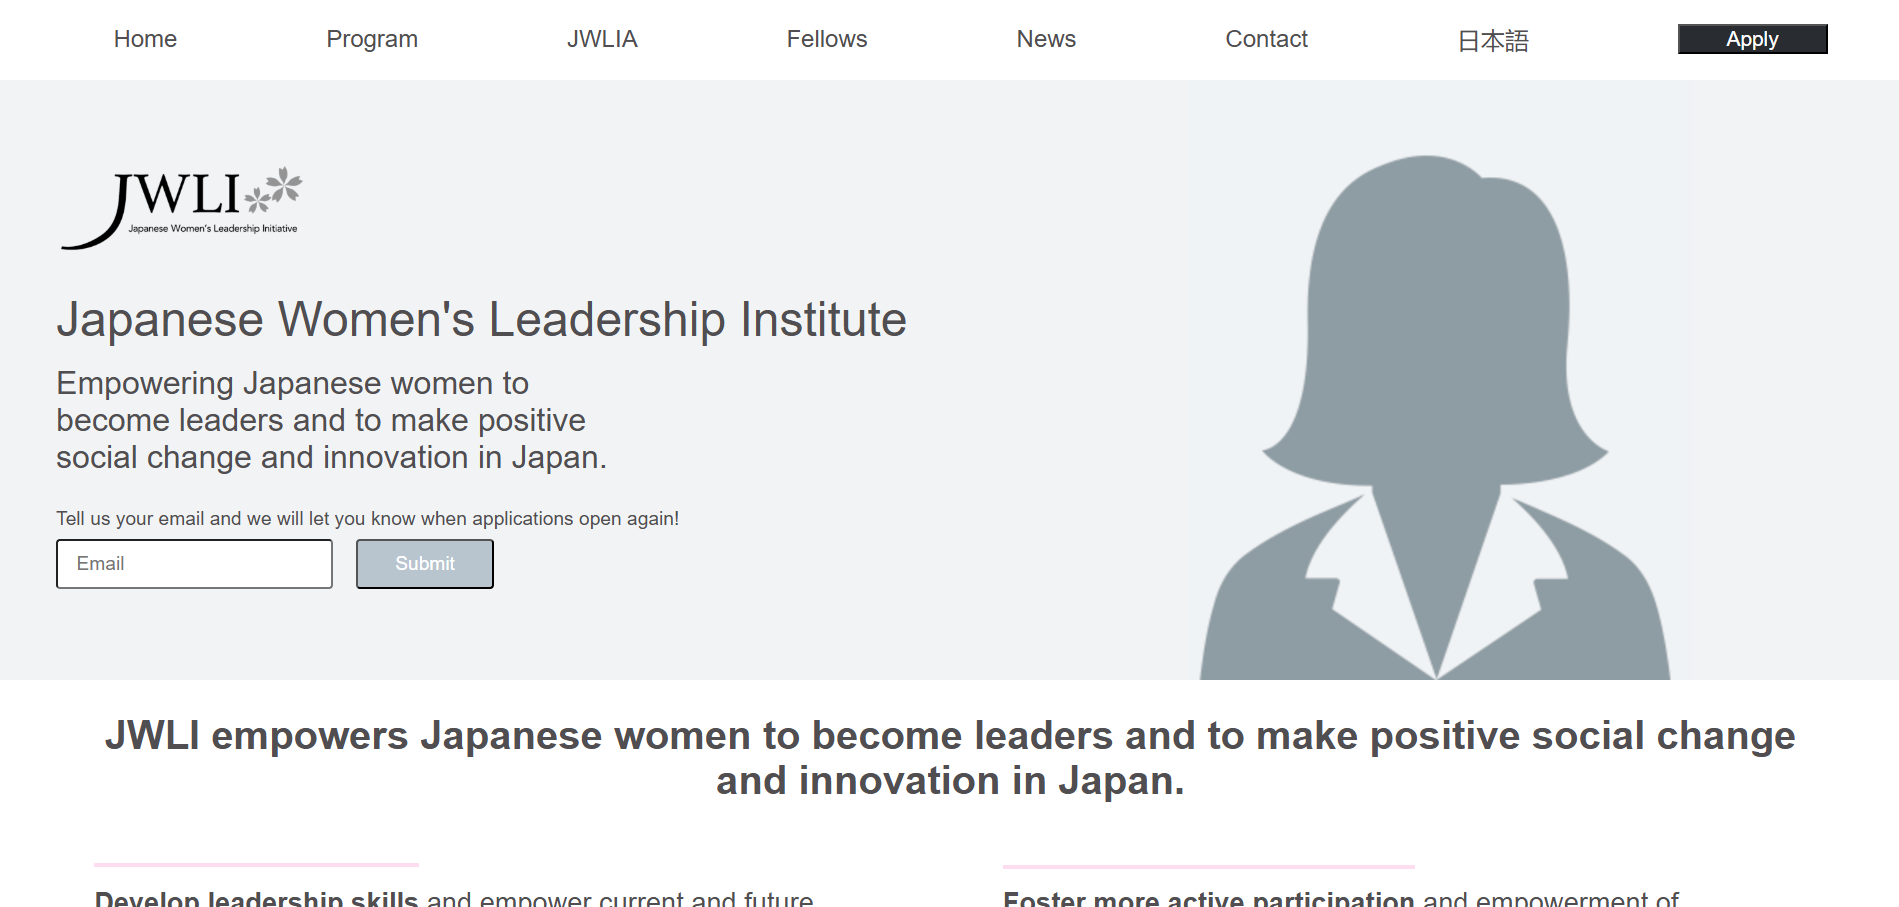 Home Program JWLIA Fellows News Contact 日本語 Apply
JWLI
Japanese Women's Leadership Initiative
Japanese Women's Leadership Institute
Empowering Japanese women to
become leaders and to make positive
social change and innovation in Japan.
Tell us your email and we will let you know when applications open again!
Email Submit
JWLI empowers Japanese women to become leaders and to make positive social change
and innovation in Japan.
Develop leadership skills and empower current and future
Foster more active participation and empowerment of